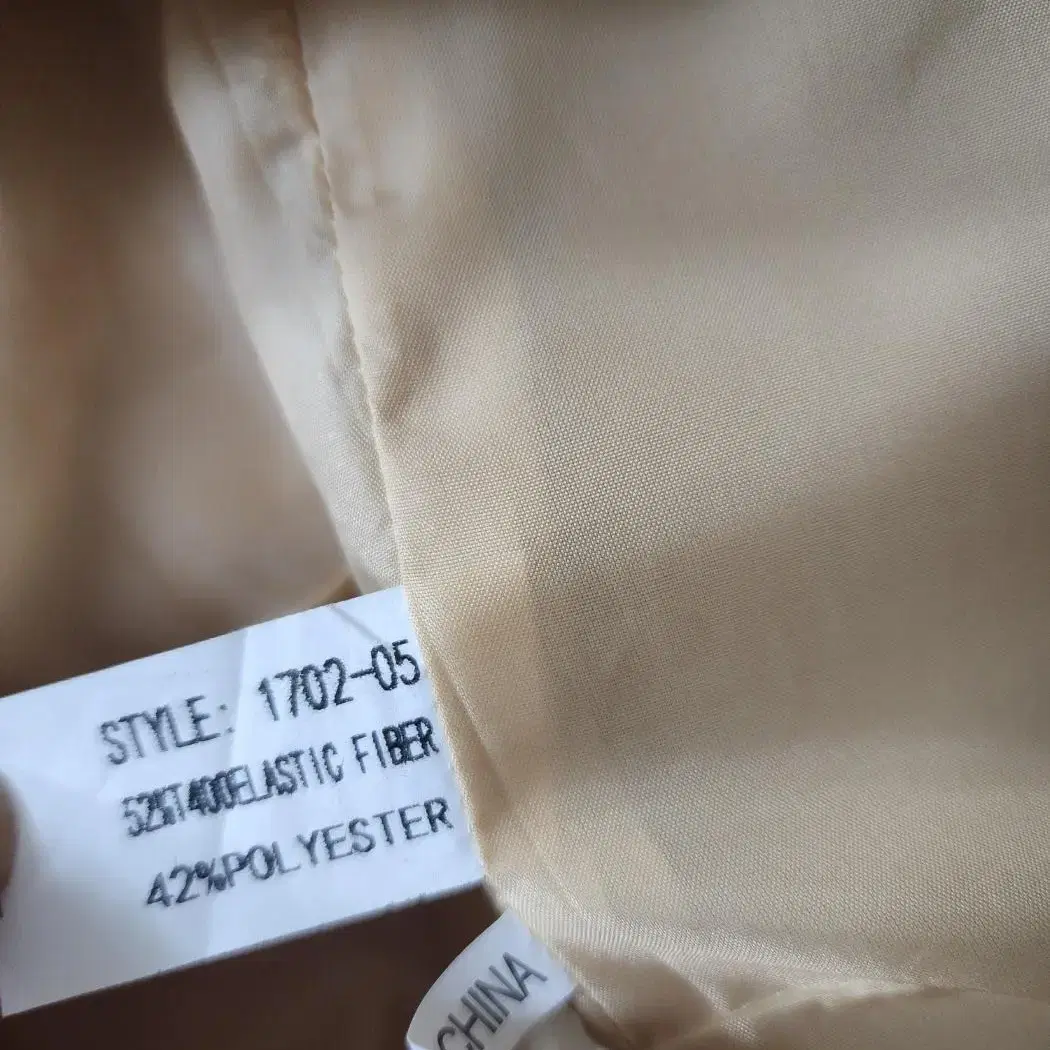 STYLE: 1702-05
52%T400ELASTIC FIBER
42%POLYESTER
CHINA